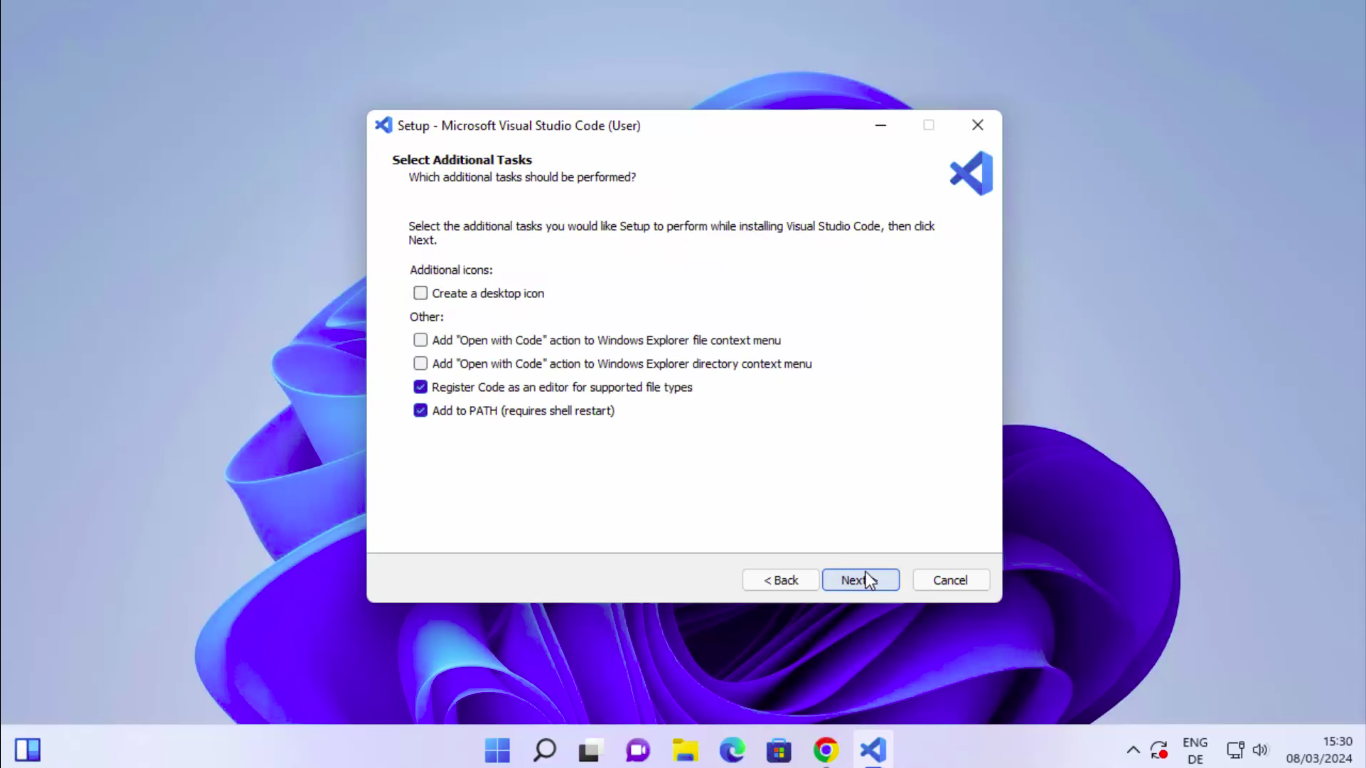 Setup - Microsoft Visual Studio Code (User)
Select Additional Tasks
Which additional tasks should be performed?
Select the additional tasks you would like Setup to perform while installing Visual Studio Code, then click
Next.
Additional icons:
Create a desktop icon
Other:
Add "Open with Code" action to Windows Explorer file context menu
Add "Open with Code" action to Windows Explorer directory context menu
Register Code as an editor for supported file types
Add to PATH (requires shell restart)
< Back Next > Cancel
ENG 15:30
DE 08/03/2024